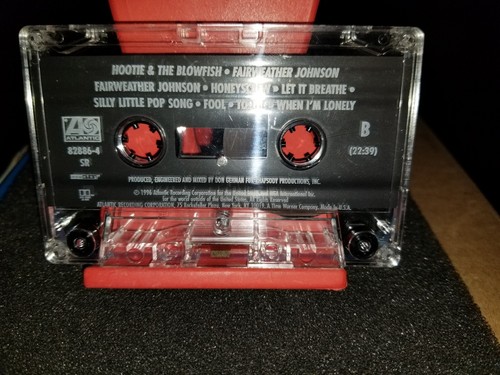 HOOTIE & THE BLOWFISH • FAIRWEATHER JOHNSON
FAIRWEATHER JOHNSON • HONEYSCREW • LET IT BREATHE •
SILLY LITTLE POP SONG • FOOL • WHEN I'M LONELY
ATLANTIC
82886-4
SR
B
(22:39)
PRODUCED, ENGINEERED AND MIXED BY DON GEHMAN FOR RHAPSODY PRODUCTIONS, INC.
© 1996 Atlantic Recording Corporation for the United States and WEA International Inc.
for the world outside of the United States. All Rights Reserved
ATLANTIC RECORDING CORPORATION, 75 Rockefeller Plaza, New York, NY 10019. A Time Warner Company. Made in U.S.A.